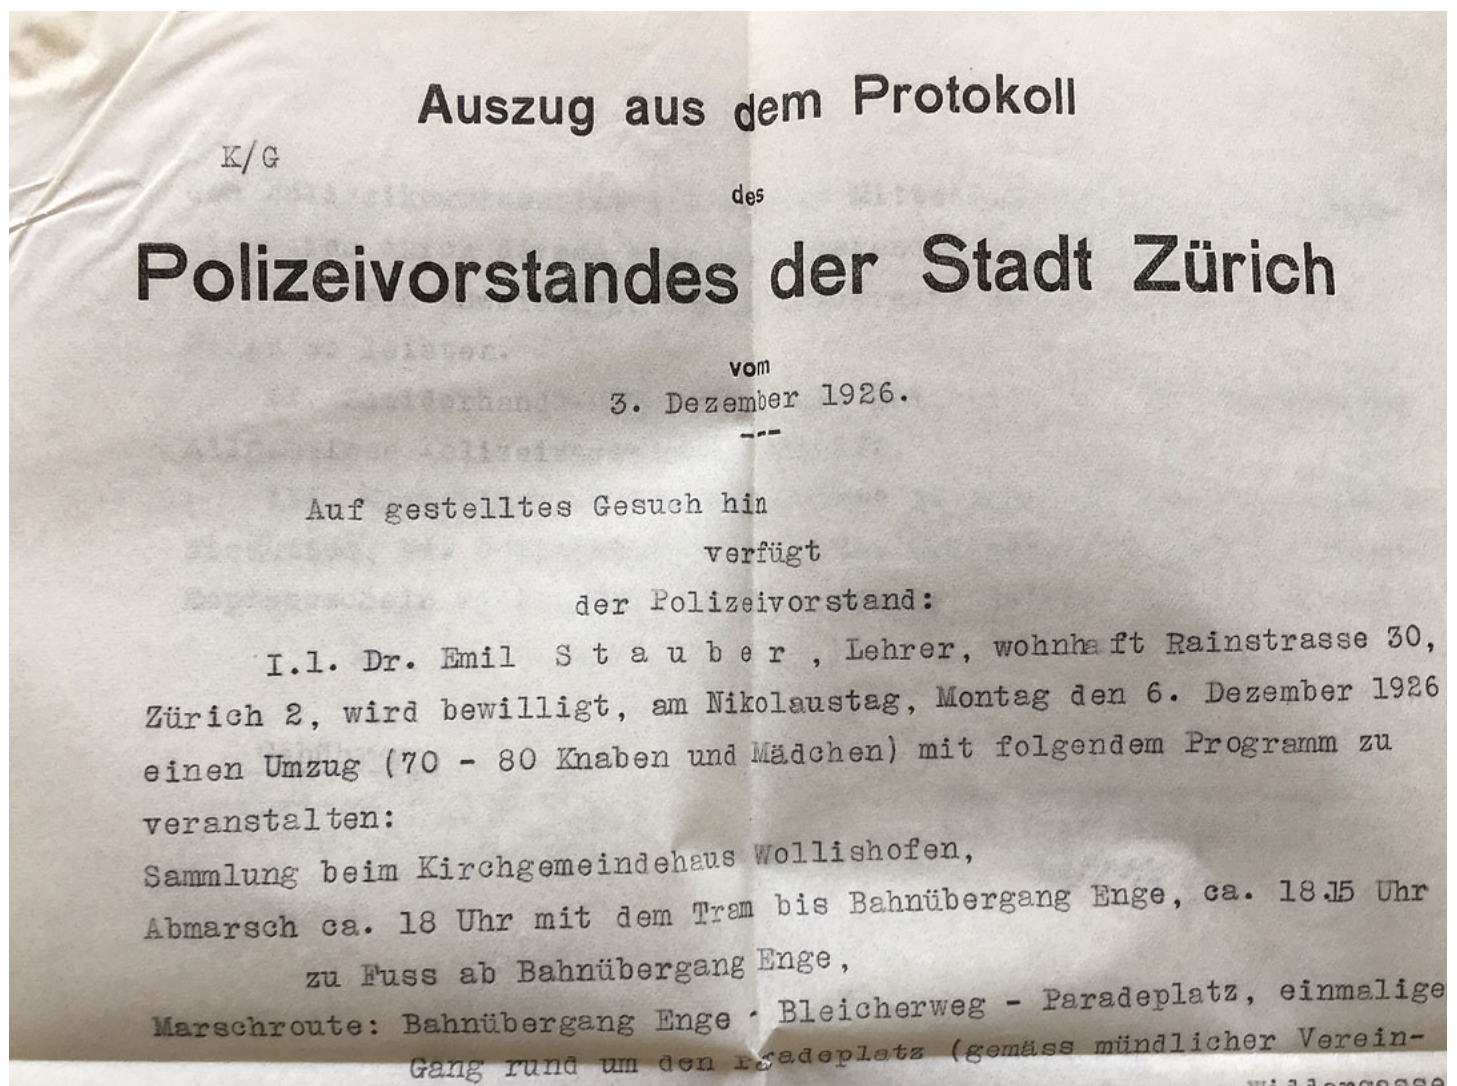 Auszug aus dem Protokoll
K/G
des
Polizeivorstandes der Stadt Zürich
vom
3. Dezember 1926.
---
Auf gestelltes Gesuch hin
verfügt
der Polizeivorstand:
I.1. Dr. Emil S t a u b e r , Lehrer, wohnhaft Rainstrasse 30,
Zürich 2, wird bewilligt, am Nikolaustag, Montag den 6. Dezember 1926
einen Umzug (70 - 80 Knaben und Mädchen) mit folgendem Programm zu
veranstalten:
Sammlung beim Kirchgemeindehaus Wollishofen,
Abmarsch ca. 18 Uhr mit dem Tram bis Bahnübergang Enge, ca. 18.15 Uhr
zu Fuss ab Bahnübergang Enge,
Marschroute: Bahnübergang Enge - Bleicherweg - Paradeplatz, einmalige
Gang rund um den Pradeplatz (gemäss mündlicher Verein-